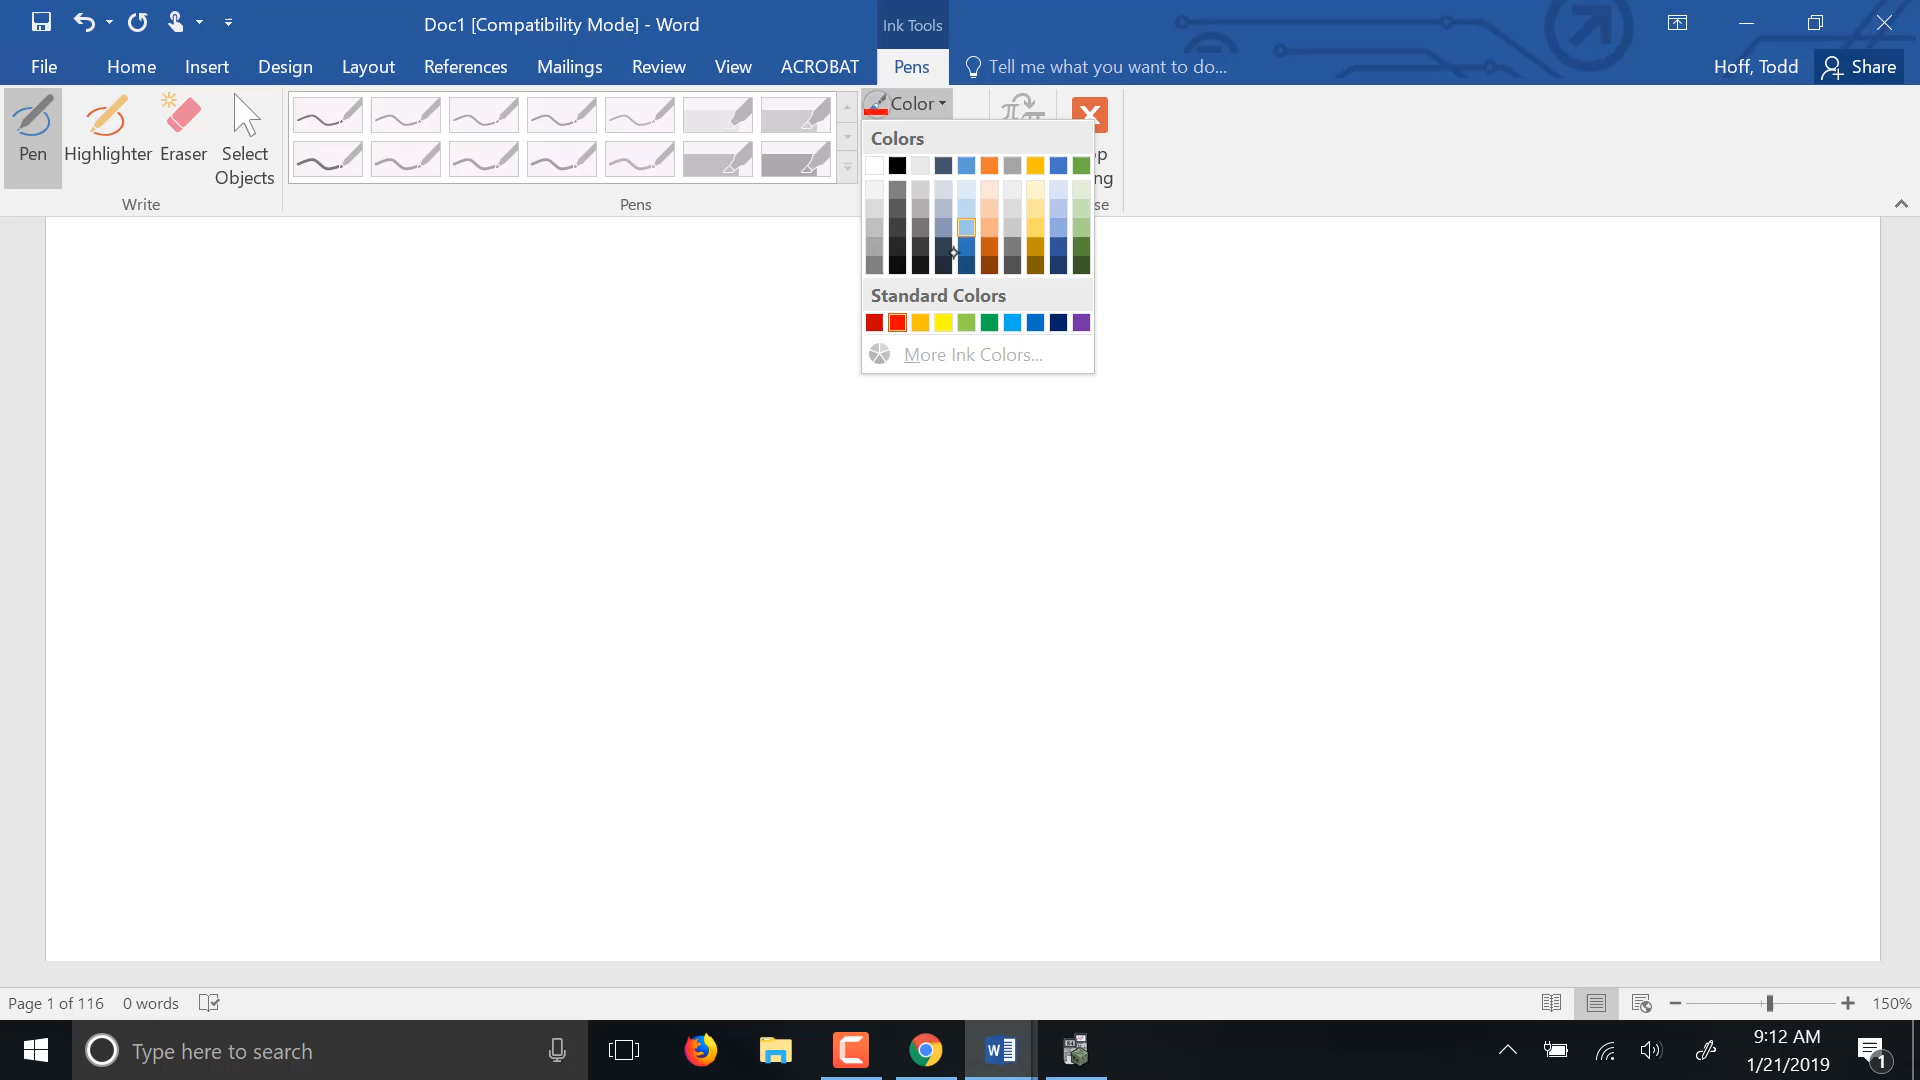 Doc1 [Compatibility Mode] - Word
Ink Tools
File Home Insert Design Layout References Mailings Review View ACROBAT Pens Tell me what you want to do... Hoff, Todd Share
Color
Pen Highlighter Eraser Select Objects
Write
Pens
Colors
p
ng
se
Standard Colors
More Ink Colors...
Page 1 of 116 0 words
150%
Type here to search
9:12 AM
1/21/2019
1